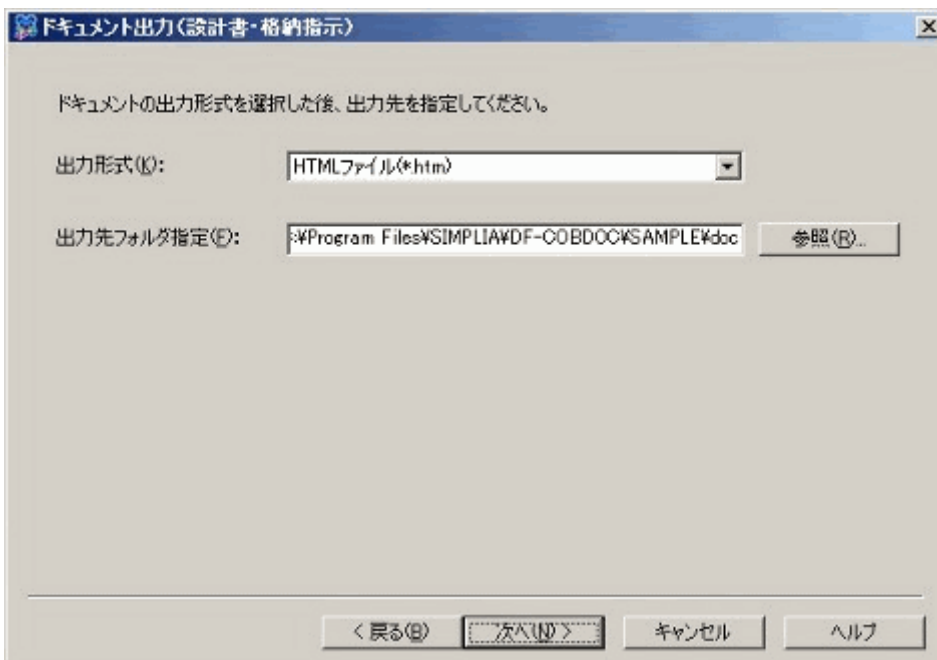 ドキュメント出力(設計書・格納指示)
ドキュメントの出力形式を選択した後、出力先を指定してください。
出力形式(K):
HTMLファイル(*.htm)
出力先フォルダ指定(F):
:¥Program Files¥SIMPLIA¥DF-COBDOC¥SAMPLE¥doc
参照(R)...
< 戻る(B)
次へ(N) >
キャンセル
ヘルプ